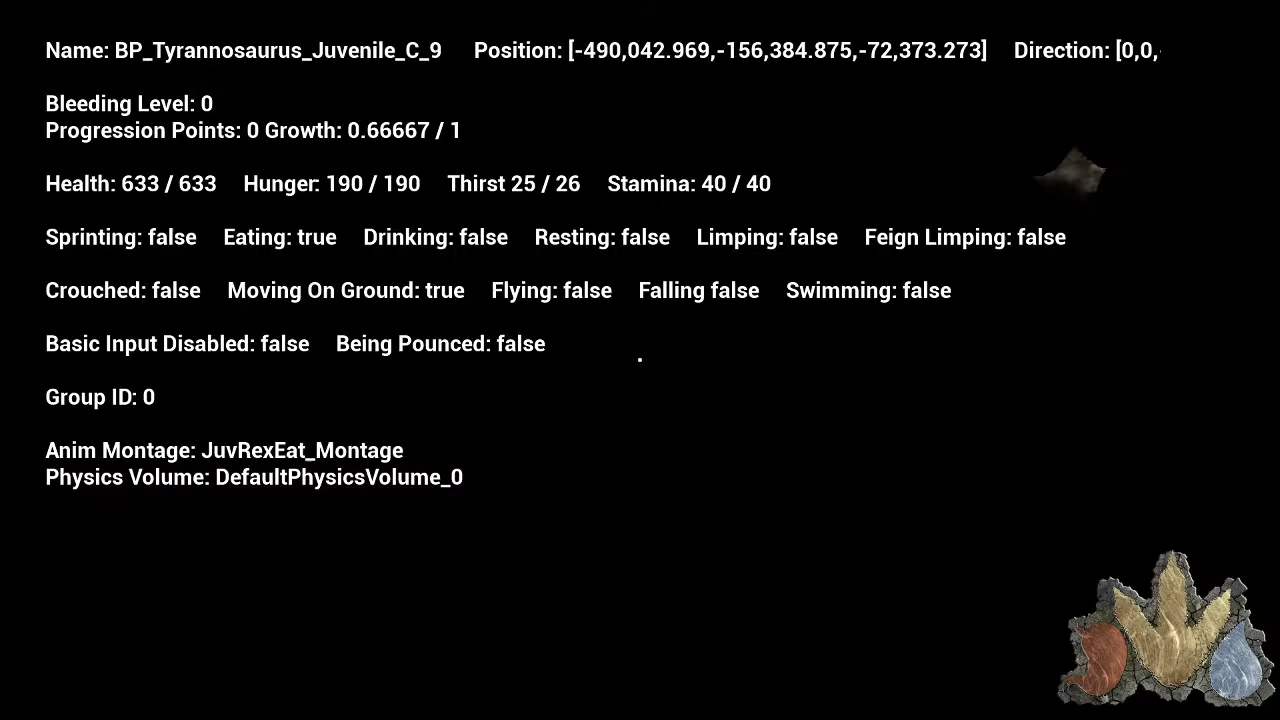 Name: BP_Tyrannosaurus_Juvenile_C_9 Position: [-490,042.969,-156,384.875,-72,373.273] Direction: [0,0,
Bleeding Level: 0
Progression Points: 0 Growth: 0.66667 / 1
Health: 633 / 633 Hunger: 190 / 190 Thirst 25 / 26 Stamina: 40 / 40
Sprinting: false Eating: true Drinking: false Resting: false Limping: false Feign Limping: false
Crouched: false Moving On Ground: true Flying: false Falling false Swimming: false
Basic Input Disabled: false Being Pounced: false
Group ID: 0
Anim Montage: JuvRexEat_Montage
Physics Volume: DefaultPhysicsVolume_0